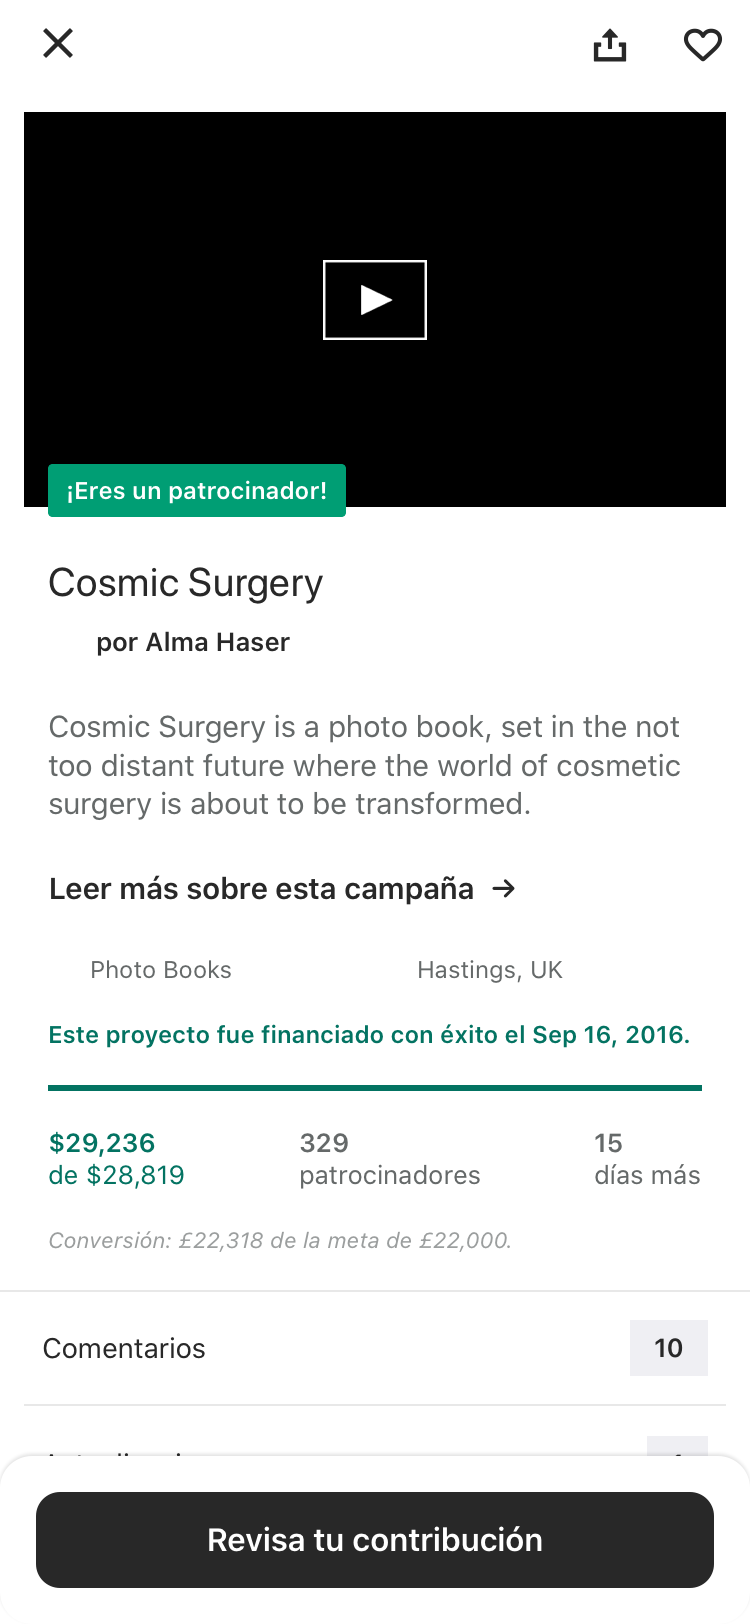 ¡Eres un patrocinador!
Cosmic Surgery
por Alma Haser
Cosmic Surgery is a photo book, set in the not
too distant future where the world of cosmetic
surgery is about to be transformed.
Leer más sobre esta campaña →
Photo Books
Hastings, UK
Este proyecto fue financiado con éxito el Sep 16, 2016.
$29,236
de $28,819
329
patrocinadores
15
días más
Conversión: £22,318 de la meta de £22,000.
Comentarios
10
Revisa tu contribución